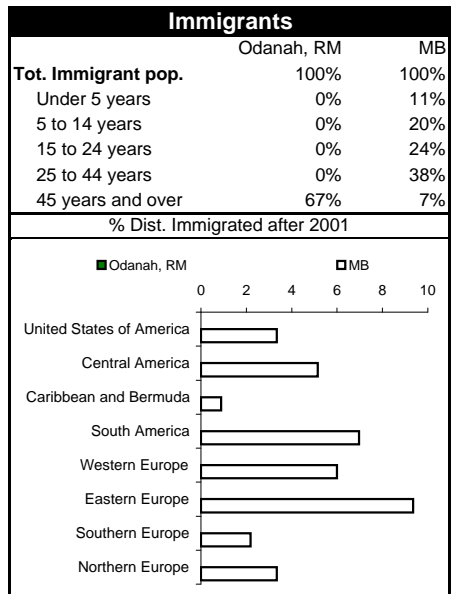 Immigrants
Odanah, RM MB
Tot. Immigrant pop. 100% 100%
Under 5 years 0% 11%
5 to 14 years 0% 20%
15 to 24 years 0% 24%
25 to 44 years 0% 38%
45 years and over 67% 7%
% Dist. Immigrated after 2001
Odanah, RM MB
0 2 4 6 8 10
United States of America
Central America
Caribbean and Bermuda
South America
Western Europe
Eastern Europe
Southern Europe
Northern Europe